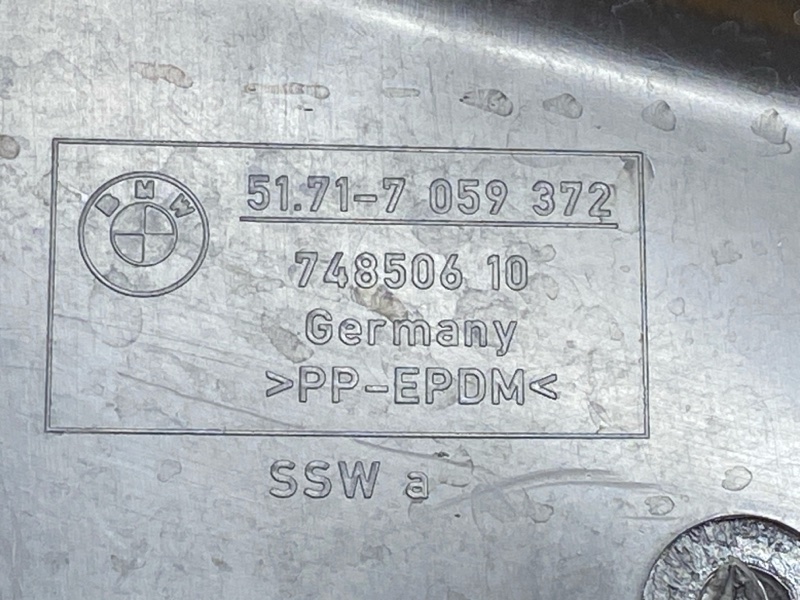 BMW
51.71-7 059 372
748506 10
Germany
>PP-EPDM<
SSW a